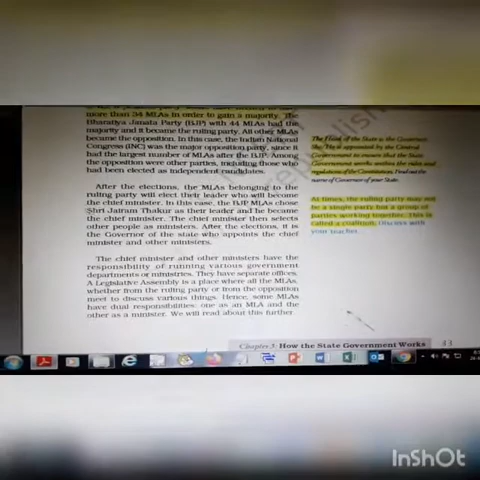 more than 34 MLAs in order to gain a majority. The
Bharatiya Janata Party (BJP) with 44 MLAs had the
majority and it became the ruling party. All other MLAs
became the opposition. In this case, the Indian National
Congress (INC) was the major opposition party, since it
had the largest number of MLAs after the BJP. Among
the opposition were other parties, including those who
had been elected as independent candidates.
After the elections, the MLAs belonging to the
ruling party will elect their leader who will become
the chief minister. In this case, the BJP MLAs chose
Shri Jairam Thakur as their leader and he became
the chief minister. The chief minister then selects
other people as ministers. After the elections, it is
the Governor of the state who appoints the chief
minister and other ministers.
The chief minister and other ministers have the
responsibility of running various government
departments or ministries. They have separate offices.
A Legislative Assembly is a place where all the MLAs,
whether from the ruling party or from the opposition
meet to discuss various things. Hence, some MLAs
have dual responsibilities: one as an MLA and the
other as a minister. We will read about this further.
The Head of the State is the Governor.
She/He is appointed by the Central
Government to ensure that the State
Government works within the rules and
regulations of the Constitution. Find out the
name of Governor of your State.
At times, the ruling party may not
be a single party but a group of
parties working together. This is
called a coalition. Discuss with
your teacher.
Chapter 3: How the State Government Works 43
InShOt